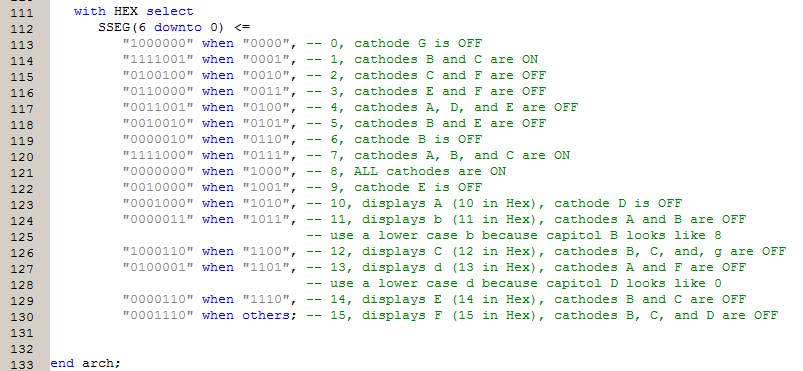 111 with HEX select
112 SSEG(6 downto 0) <=
113 "1000000" when "0000", -- 0, cathode G is OFF
114 "1111001" when "0001", -- 1, cathodes B and C are ON
115 "0100100" when "0010", -- 2, cathodes C and F are OFF
116 "0110000" when "0011", -- 3, cathodes E and F are OFF
117 "0011001" when "0100", -- 4, cathodes A, D, and E are OFF
118 "0010010" when "0101", -- 5, cathodes B and E are OFF
119 "0000010" when "0110", -- 6, cathode B is OFF
120 "1111000" when "0111", -- 7, cathodes A, B, and C are ON
121 "0000000" when "1000", -- 8, ALL cathodes are ON
122 "0010000" when "1001", -- 9, cathode E is OFF
123 "0001000" when "1010", -- 10, displays A (10 in Hex), cathode D is OFF
124 "0000011" when "1011", -- 11, displays b (11 in Hex), cathodes A and B are OFF
125 -- use a lower case b because capitol B looks like 8
126 "1000110" when "1100", -- 12, displays C (12 in Hex), cathodes B, C, and, g are OFF
127 "0100001" when "1101", -- 13, displays d (13 in Hex), cathodes A and F are OFF
128 -- use a lower case d because capitol D looks like 0
129 "0000110" when "1110", -- 14, displays E (14 in Hex), cathodes B and C are OFF
130 "0001110" when others; -- 15, displays F (15 in Hex), cathodes B, C, and D are OFF
131
132
133 end arch;